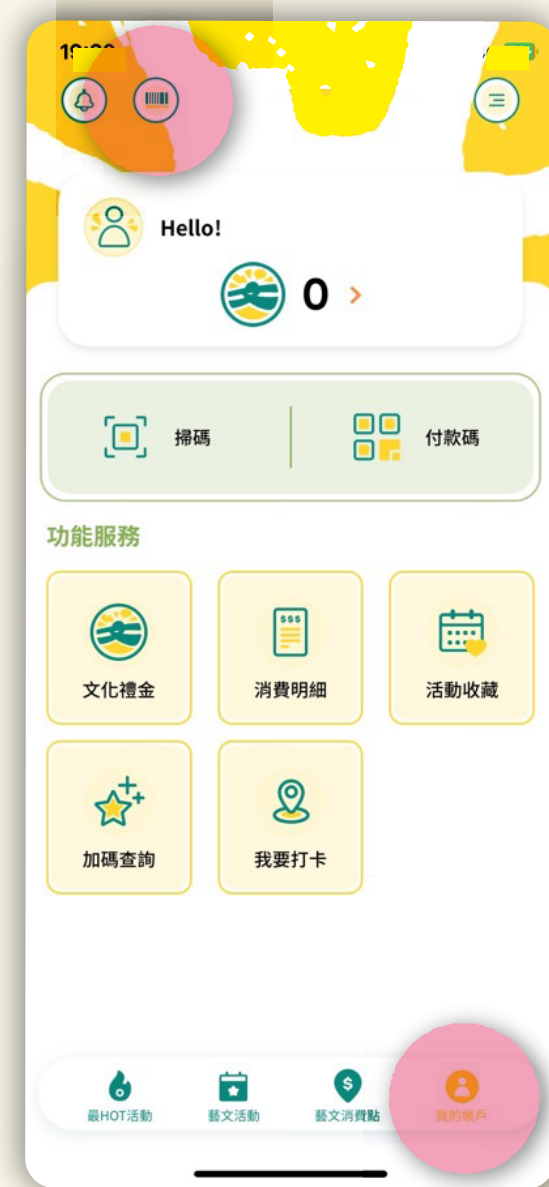 Hello!
0
掃碼
付款碼
功能服務
$$$
文化禮金
消費明細
活動收藏
加碼查詢
我要打卡
$
最HOT活動
藝文活動
藝文消費點
我的帳戶